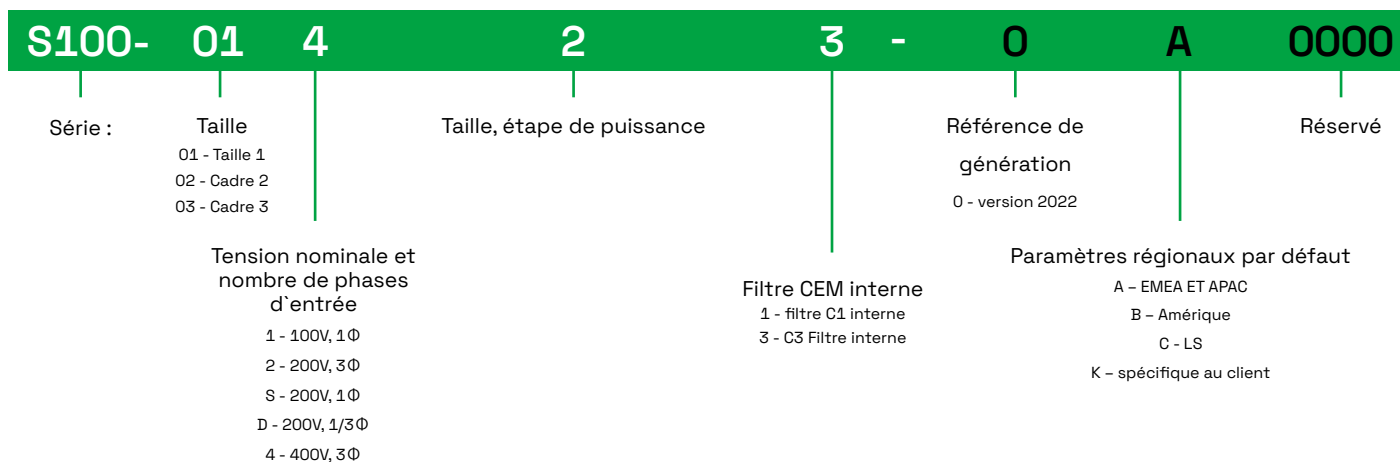 S100- 01 4 2 3 - 0 A 0000
Série :
Taille
01 - Taille 1
02 - Cadre 2
03 - Cadre 3
Taille, étape de puissance
Référence de
génération
0 - version 2022
Réservé
Tension nominale et
nombre de phases
d`entrée
1 - 100V, 1Φ
2 - 200V, 3Φ
S - 200V, 1Φ
D - 200V, 1/3Φ
4 - 400V, 3Φ
Filtre CEM interne
1 - filtre C1 interne
3 - C3 Filtre interne
Paramètres régionaux par défaut
A – EMEA ET APAC
B – Amérique
C - LS
K – spécifique au client